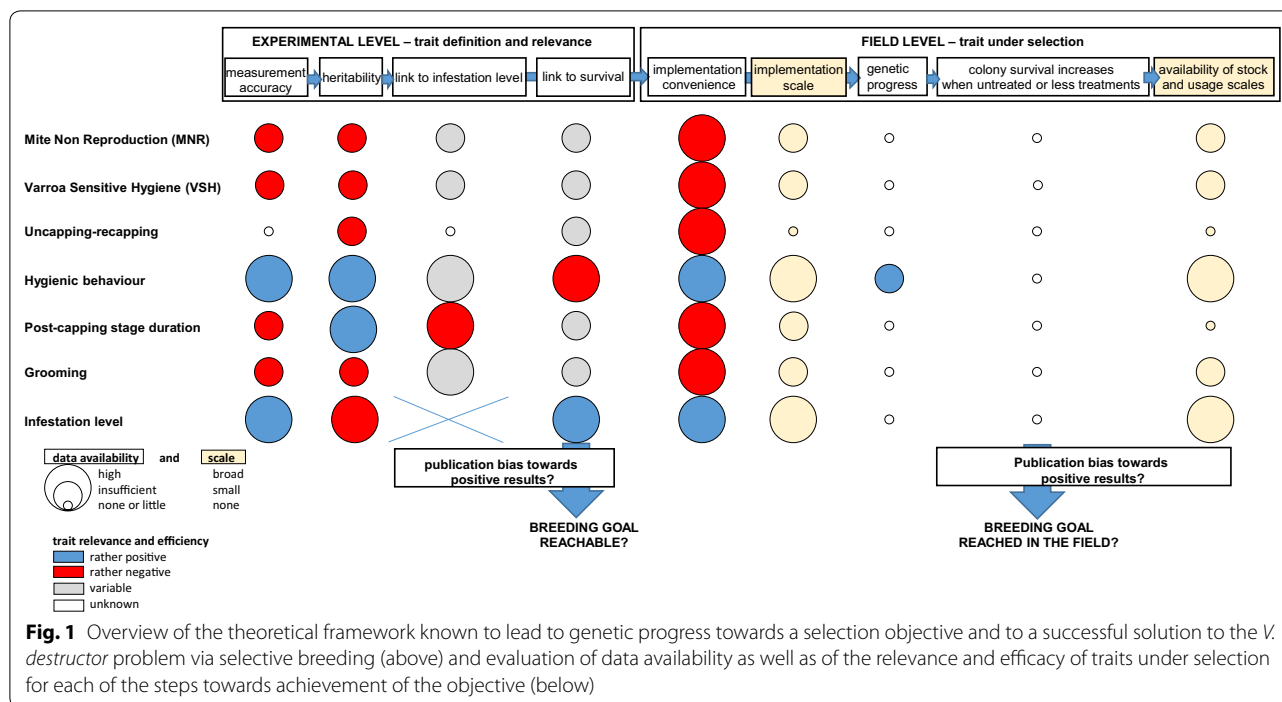 EXPERIMENTAL LEVEL – trait definition and relevance
FIELD LEVEL – trait under selection
measurement
accuracy
heritability
link to infestation level
link to survival
implementation
convenience
implementation
scale
genetic
progress
colony survival increases
when untreated or less treatments
availability of stock
and usage scales
Mite Non Reproduction (MNR)
Varroa Sensitive Hygiene (VSH)
Uncapping-recapping
Hygienic behaviour
Post-capping stage duration
Grooming
Infestation level
data availability and scale
high broad
insufficient small
none or little none
trait relevance and efficiency
rather positive
rather negative
variable
unknown
publication bias towards
positive results?
BREEDING GOAL
REACHABLE?
Publication bias towards
positive results?
BREEDING GOAL
REACHED IN THE FIELD?
Fig. 1 Overview of the theoretical framework known to lead to genetic progress towards a selection objective and to a successful solution to the V.
destructor problem via selective breeding (above) and evaluation of data availability as well as of the relevance and efficacy of traits under selection
for each of the steps towards achievement of the objective (below)